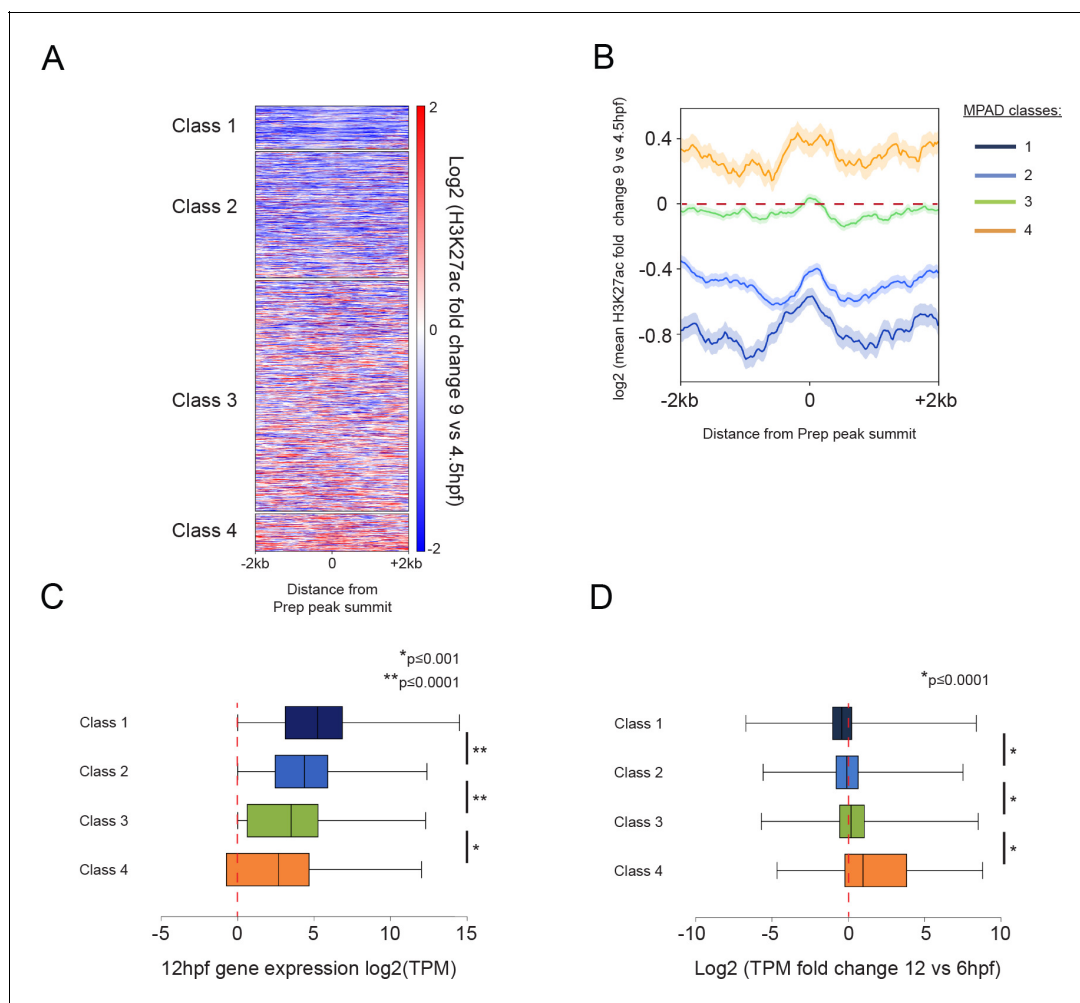 A
Class 1
Class 2
Class 3
Class 4
-2kb
0
+2kb
Distance from
Prep peak summit
2
0
-2
Log2 (H3K27ac fold change 9 vs 4.5hpf)
B
log2 (mean H3K27ac fold change 9 vs 4.5hpf)
0.4
0
-0.4
-0.8
-2kb
0
+2kb
Distance from Prep peak summit
MPAD classes:
1
2
3
4
C
*p≤0.001
**p≤0.0001
Class 1
Class 2
Class 3
Class 4
**
**
*
-5
0
5
10
15
12hpf gene expression log2(TPM)
D
*p≤0.0001
Class 1
Class 2
Class 3
Class 4
*
*
*
-10
-5
0
5
10
Log2 (TPM fold change 12 vs 6hpf)